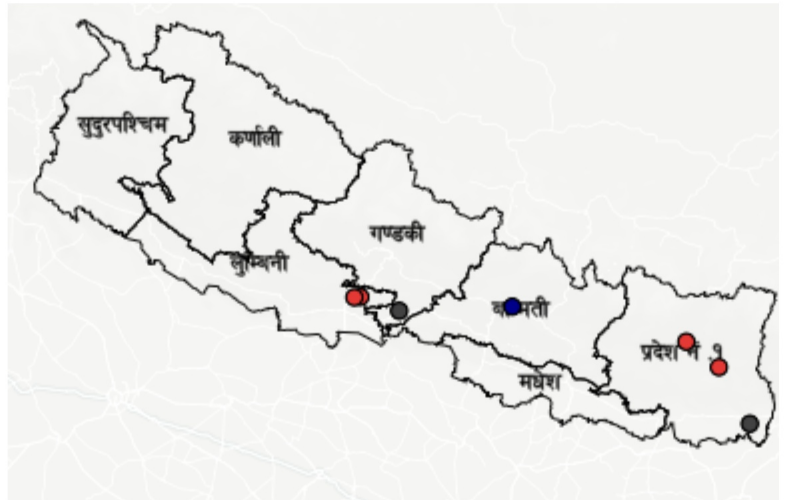 सुदुरपश्चिम
कर्णाली
गण्डकी
लुम्बिनी
प्रदेश नं १
मधेश